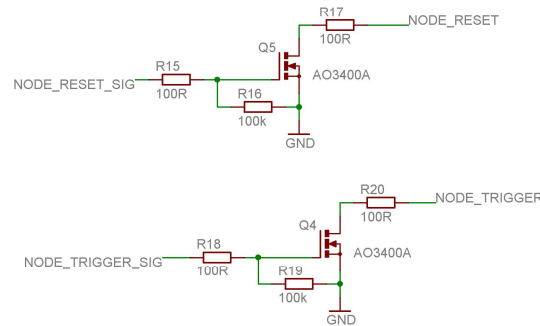 R17
NODE_RESET
100R
Q5
R15
AO3400A
NODE_RESET_SIG
100R
R16
100k
GND
R20
NODE_TRIGGER
100R
Q4
R18
AO3400A
NODE_TRIGGER_SIG
100R
R19
100k
GND